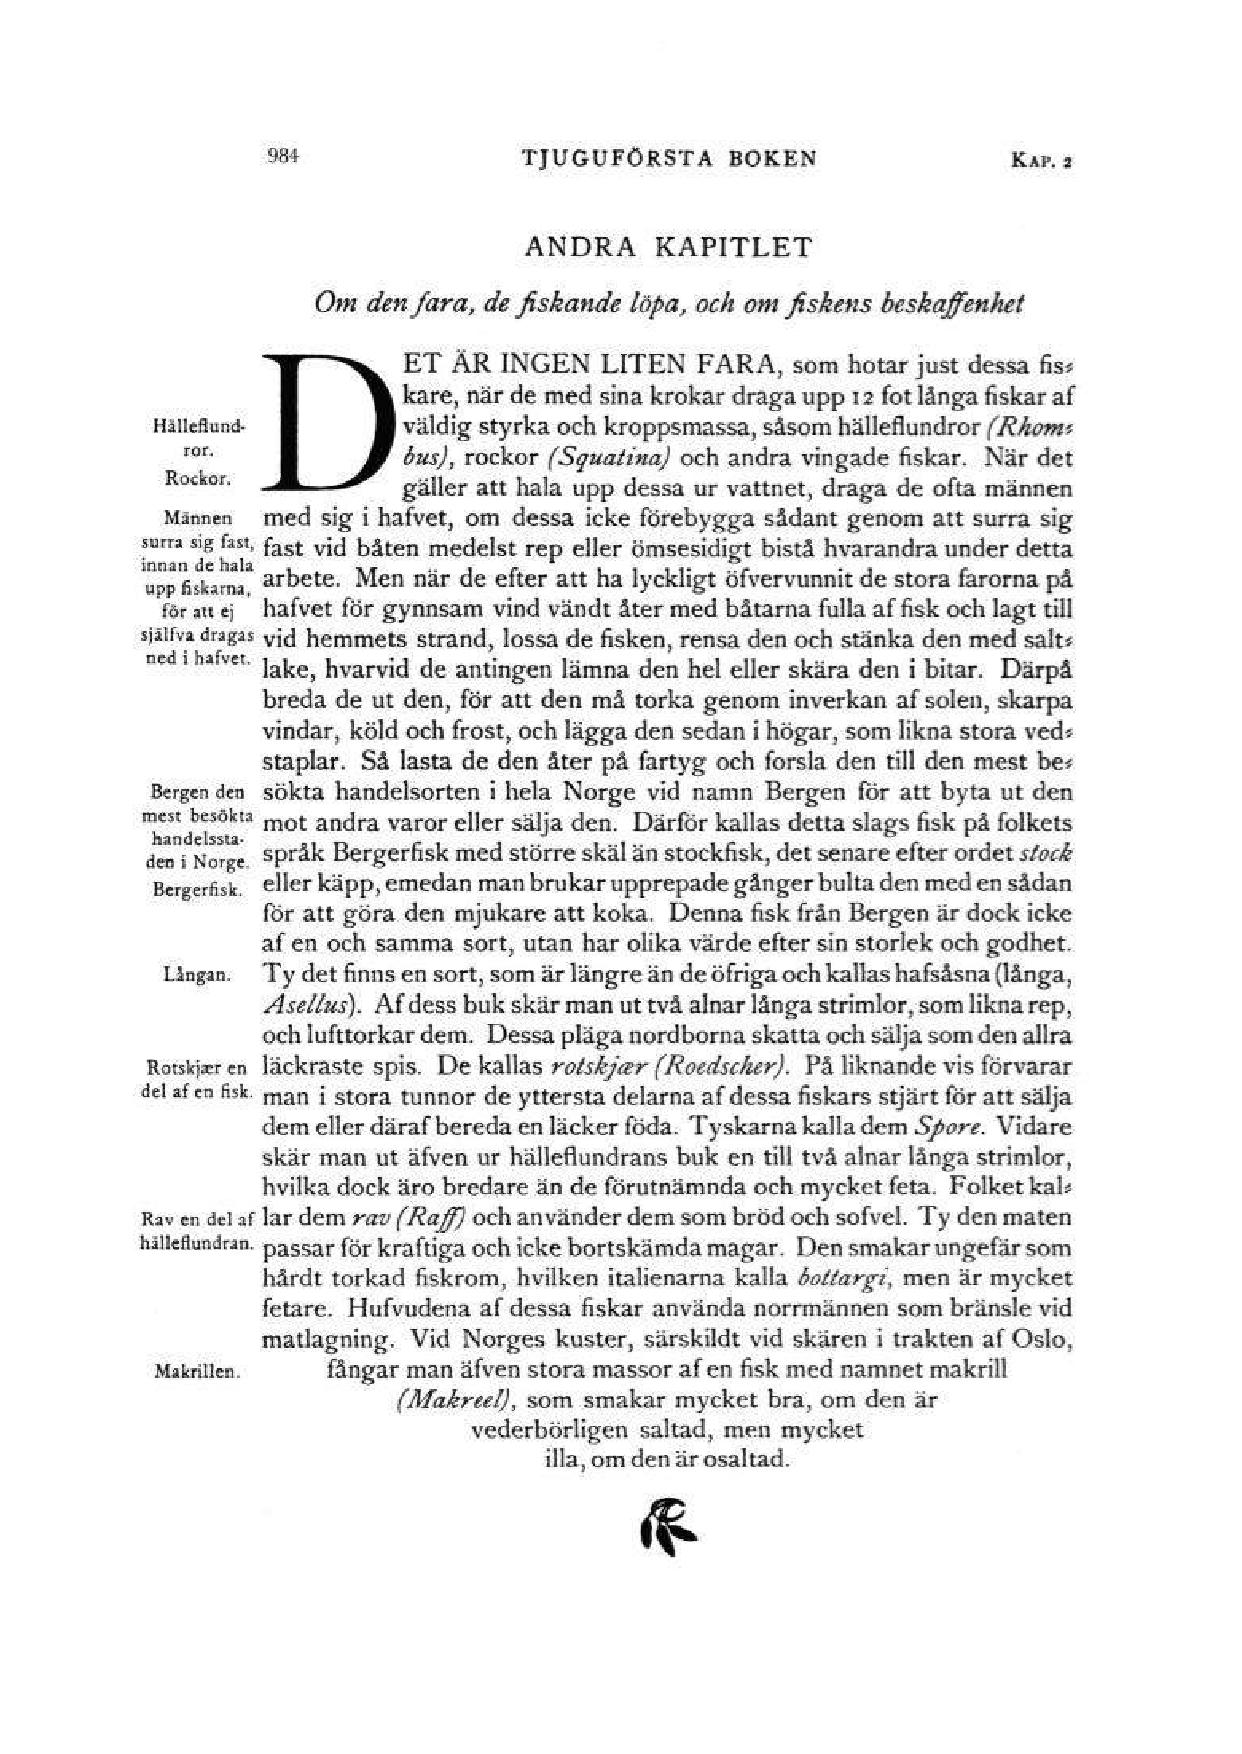 984 TJUGUFÖRSTA BOKEN KAP. 2
ANDRA KAPITLET
Om den fara, de fiskande löpa, och om fiskens beskaffenhet
DET ÄR INGEN LITEN FARA, som hotar just dessa fis-
kare, när de med sina krokar draga upp 12 fot långa fiskar af
väldig styrka och kroppsmassa, såsom hälleflundror (Rhom-
bus), rockor (Squatina) och andra vingade fiskar. När det
gäller att hala upp dessa ur vattnet, draga de ofta männen
med sig i hafvet, om dessa icke förebygga sådant genom att surra sig
fast vid båten medelst rep eller ömsesidigt bistå hvarandra under detta
arbete. Men när de efter att ha lyckligt öfvervunnit de stora farorna på
hafvet för gynnsam vind vändt åter med båtarna fulla af fisk och lagt till
vid hemmets strand, lossa de fisken, rensa den och stänka den med salt-
lake, hvarvid de antingen lämna den hel eller skära den i bitar. Därpå
breda de ut den, för att den må torka genom inverkan af solen, skarpa
vindar, köld och frost, och lägga den sedan i högar, som likna stora ved-
staplar. Så lasta de den åter på fartyg och forsla den till den mest be-
sökta handelsorten i hela Norge vid namn Bergen för att byta ut den
mot andra varor eller sälja den. Därför kallas detta slags fisk på folkets
språk Bergerfisk med större skäl än stockfisk, det senare efter ordet stock
eller käpp, emedan man brukar upprepade gånger bulta den med en sådan
för att göra den mjukare att koka. Denna fisk från Bergen är dock icke
af en och samma sort, utan har olika värde efter sin storlek och godhet.
Ty det finns en sort, som är längre än de öfriga och kallas hafsåsna (långa,
Asellus). Af dess buk skär man ut två alnar långa strimlor, som likna rep,
och lufttorkar dem. Dessa pläga nordborna skatta och sälja som den allra
läckraste spis. De kallas rotskjær (Roedscher). På liknande vis förvarar
man i stora tunnor de yttersta delarna af dessa fiskars stjärt för att sälja
dem eller däraf bereda en läcker föda. Tyskarna kalla dem Spore. Vidare
skär man ut äfven ur hälleflundrans buk en till två alnar långa strimlor,
hvilka dock äro bredare än de förutnämnda och mycket feta. Folket kal-
lar dem rav (Raff) och använder dem som bröd och sofvel. Ty den maten
passar för kraftiga och icke bortskämda magar. Den smakar ungefär som
hårdt torkad fiskrom, hvilken italienarna kalla bottargi, men är mycket
fetare. Hufvudena af dessa fiskar använda norrmännen som bränsle vid
matlagning. Vid Norges kuster, särskildt vid skären i trakten af Oslo,
fångar man äfven stora massor af en fisk med namnet makrill
(Makreel), som smakar mycket bra, om den är
vederbörligen saltad, men mycket
illa, om den är osaltad.
Hälleflund-
ror.
Rockor.
Männen
surra sig fast,
innan de hala
upp fiskarna,
för att ej
själfva dragas
ned i hafvet.
Bergen den
mest besökta
handelssta-
den i Norge.
Bergerfisk.
Långan.
Rotskjær en
del af en fisk.
Rav en del af
hälleflundran.
Makrillen.